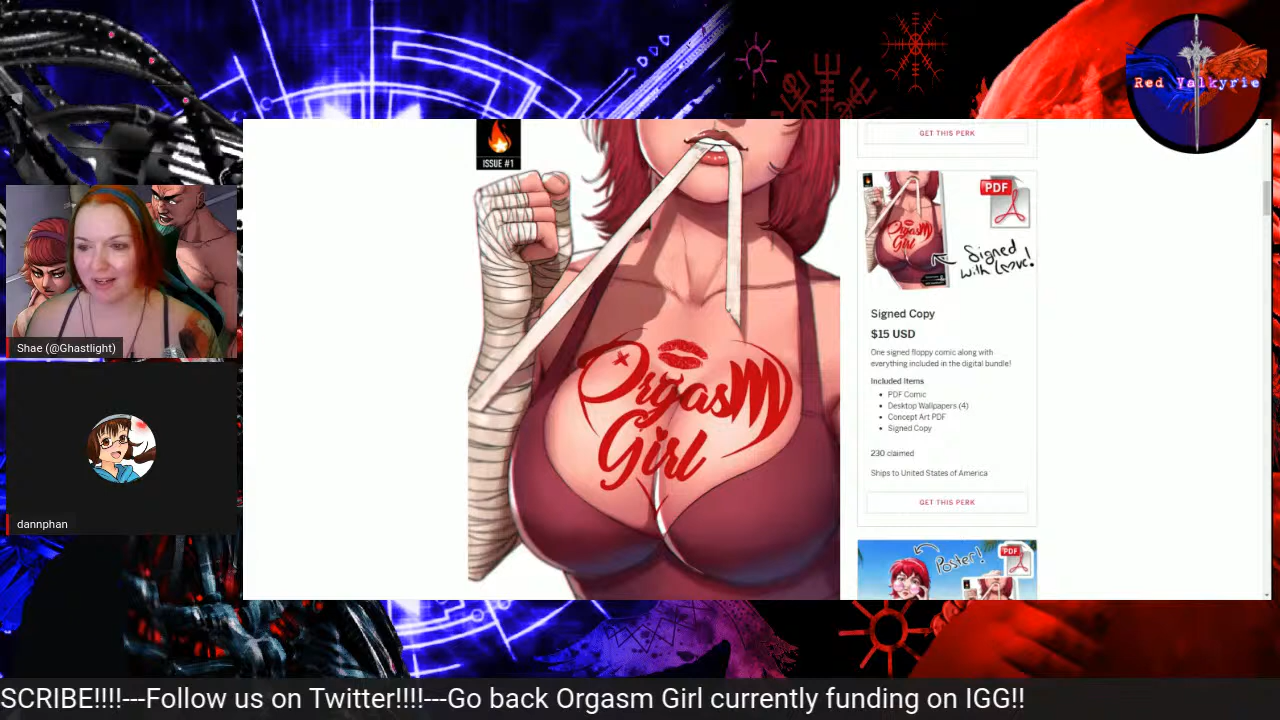 Red Valkyrie
GET THIS PERK
ISSUE #1
PDF
Orgasm
Girl
Signed
with Love!
Orgasm
Girl
Signed Copy
$15 USD
One signed floppy comic along with
everything included in the digital bundle!
Included Items
PDF Comic
Desktop Wallpapers (4)
Concept Art PDF
Signed Copy
230 claimed
Ships to United States of America
GET THIS PERK
Poster!
PDF
Shae (@Ghastlight)
dannphan
SCRIBE!!!!---Follow us on Twitter!!!!---Go back Orgasm Girl currently funding on IGG!!